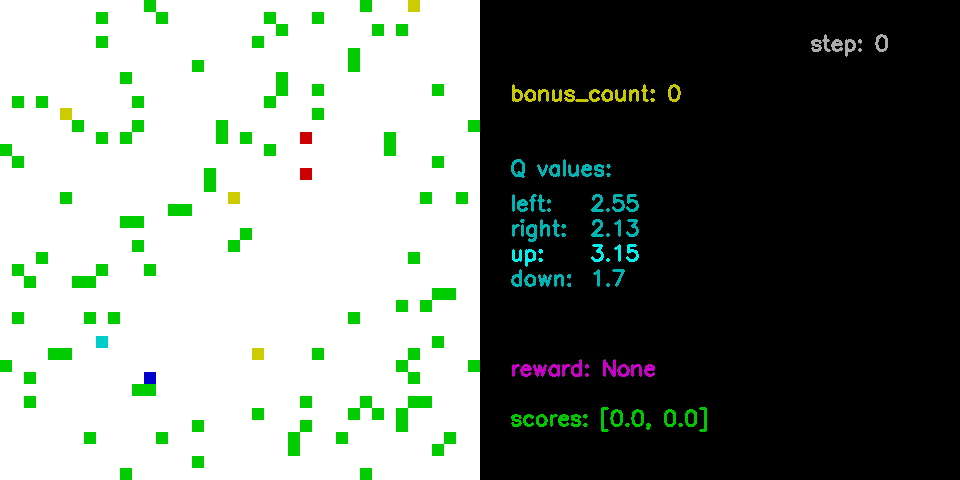 step: 0
bonus_count: 0
Q values:
left: 2.55
right: 2.13
up: 3.15
down: 1.7
reward: None
scores: [0.0, 0.0]